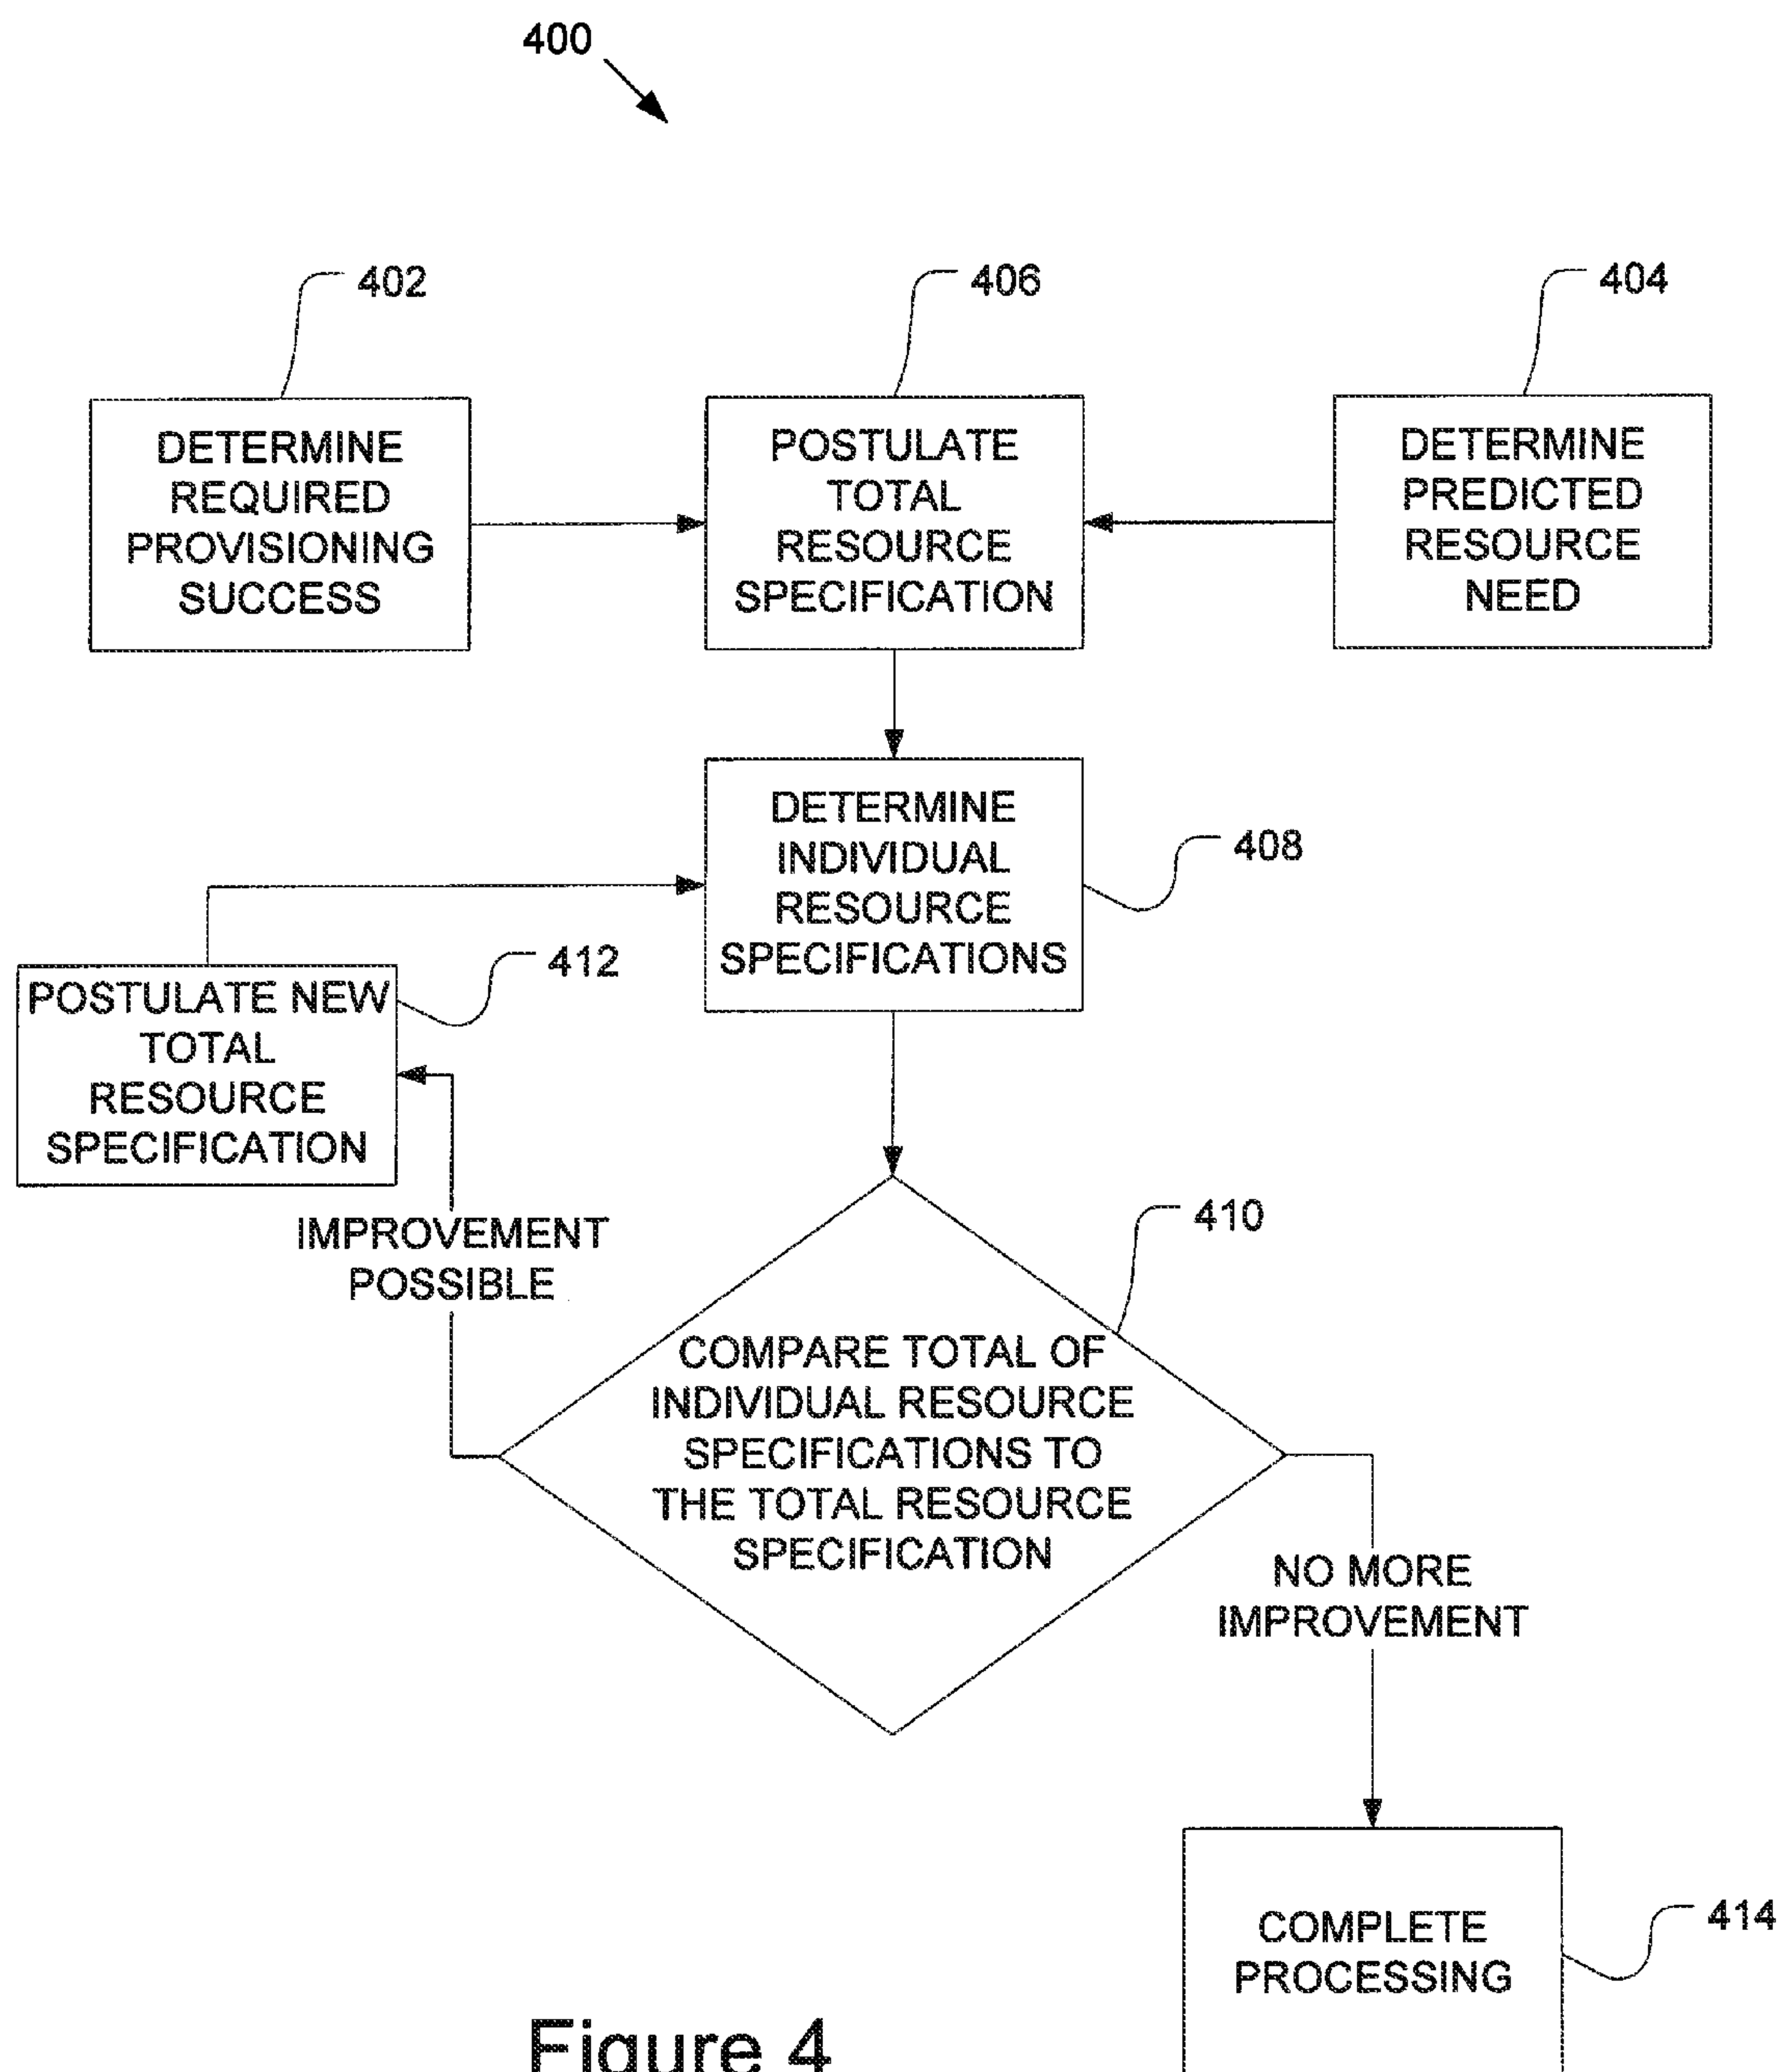 400
402
406
404
DETERMINE
REQUIRED
PROVISIONING
SUCCESS
POSTULATE
TOTAL
RESOURCE
SPECIFICATION
DETERMINE
PREDICTED
RESOURCE
NEED
DETERMINE
INDIVIDUAL
RESOURCE
SPECIFICATIONS
408
412
POSTULATE NEW
TOTAL
RESOURCE
SPECIFICATION
IMPROVEMENT
POSSIBLE
410
COMPARE TOTAL OF
INDIVIDUAL RESOURCE
SPECIFICATIONS TO
THE TOTAL RESOURCE
SPECIFICATION
NO MORE
IMPROVEMENT
COMPLETE
PROCESSING
414
Figure 4